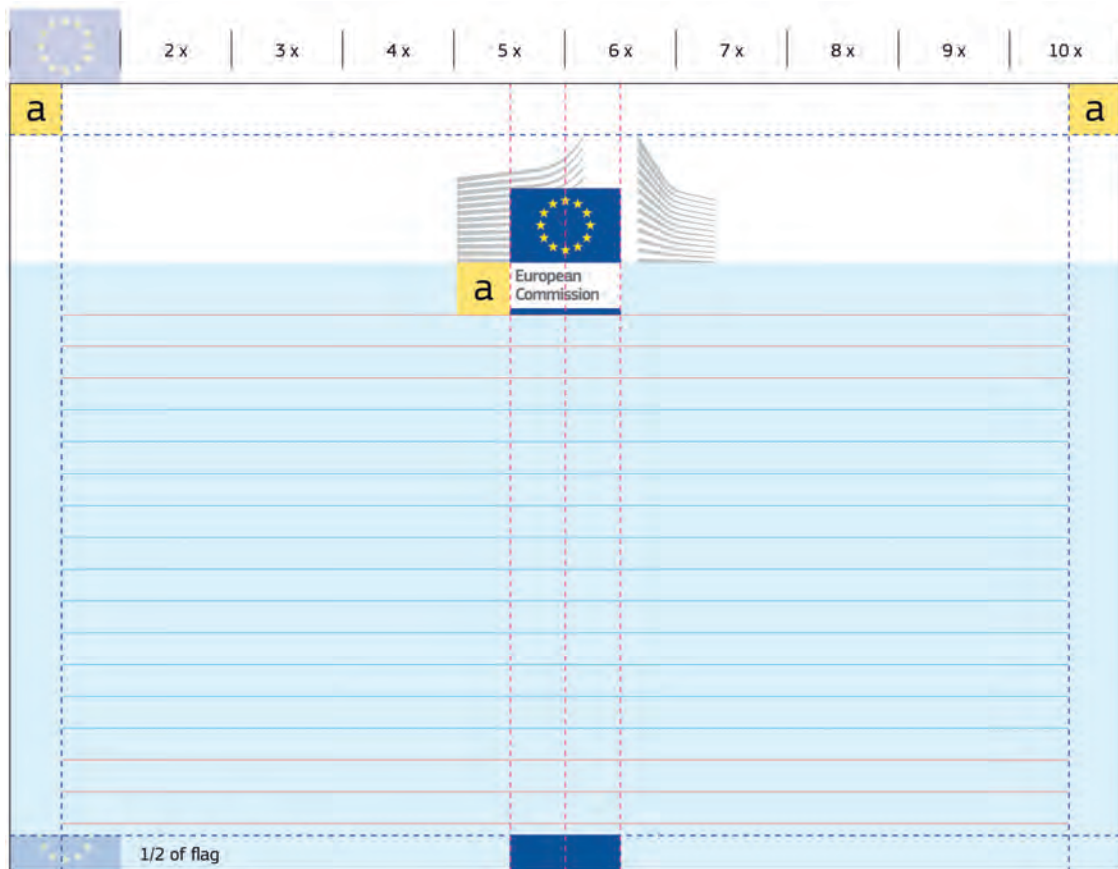 2 x 3 x 4 x 5 x 6 x 7 x 8 x 9 x 10 x
a a
a
European
Commission
1/2 of flag